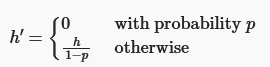 h′ = { 0 with probability p
h/(1−p) otherwise